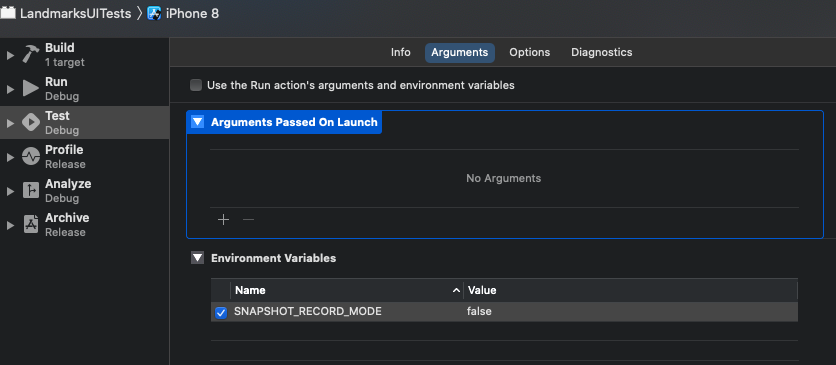 LandmarksUITests iPhone 8
Build
1 target
Run
Debug
Test
Debug
Profile
Release
Analyze
Debug
Archive
Release
Info Arguments Options Diagnostics
Use the Run action's arguments and environment variables
Arguments Passed On Launch
No Arguments
Environment Variables
Name Value
SNAPSHOT_RECORD_MODE false